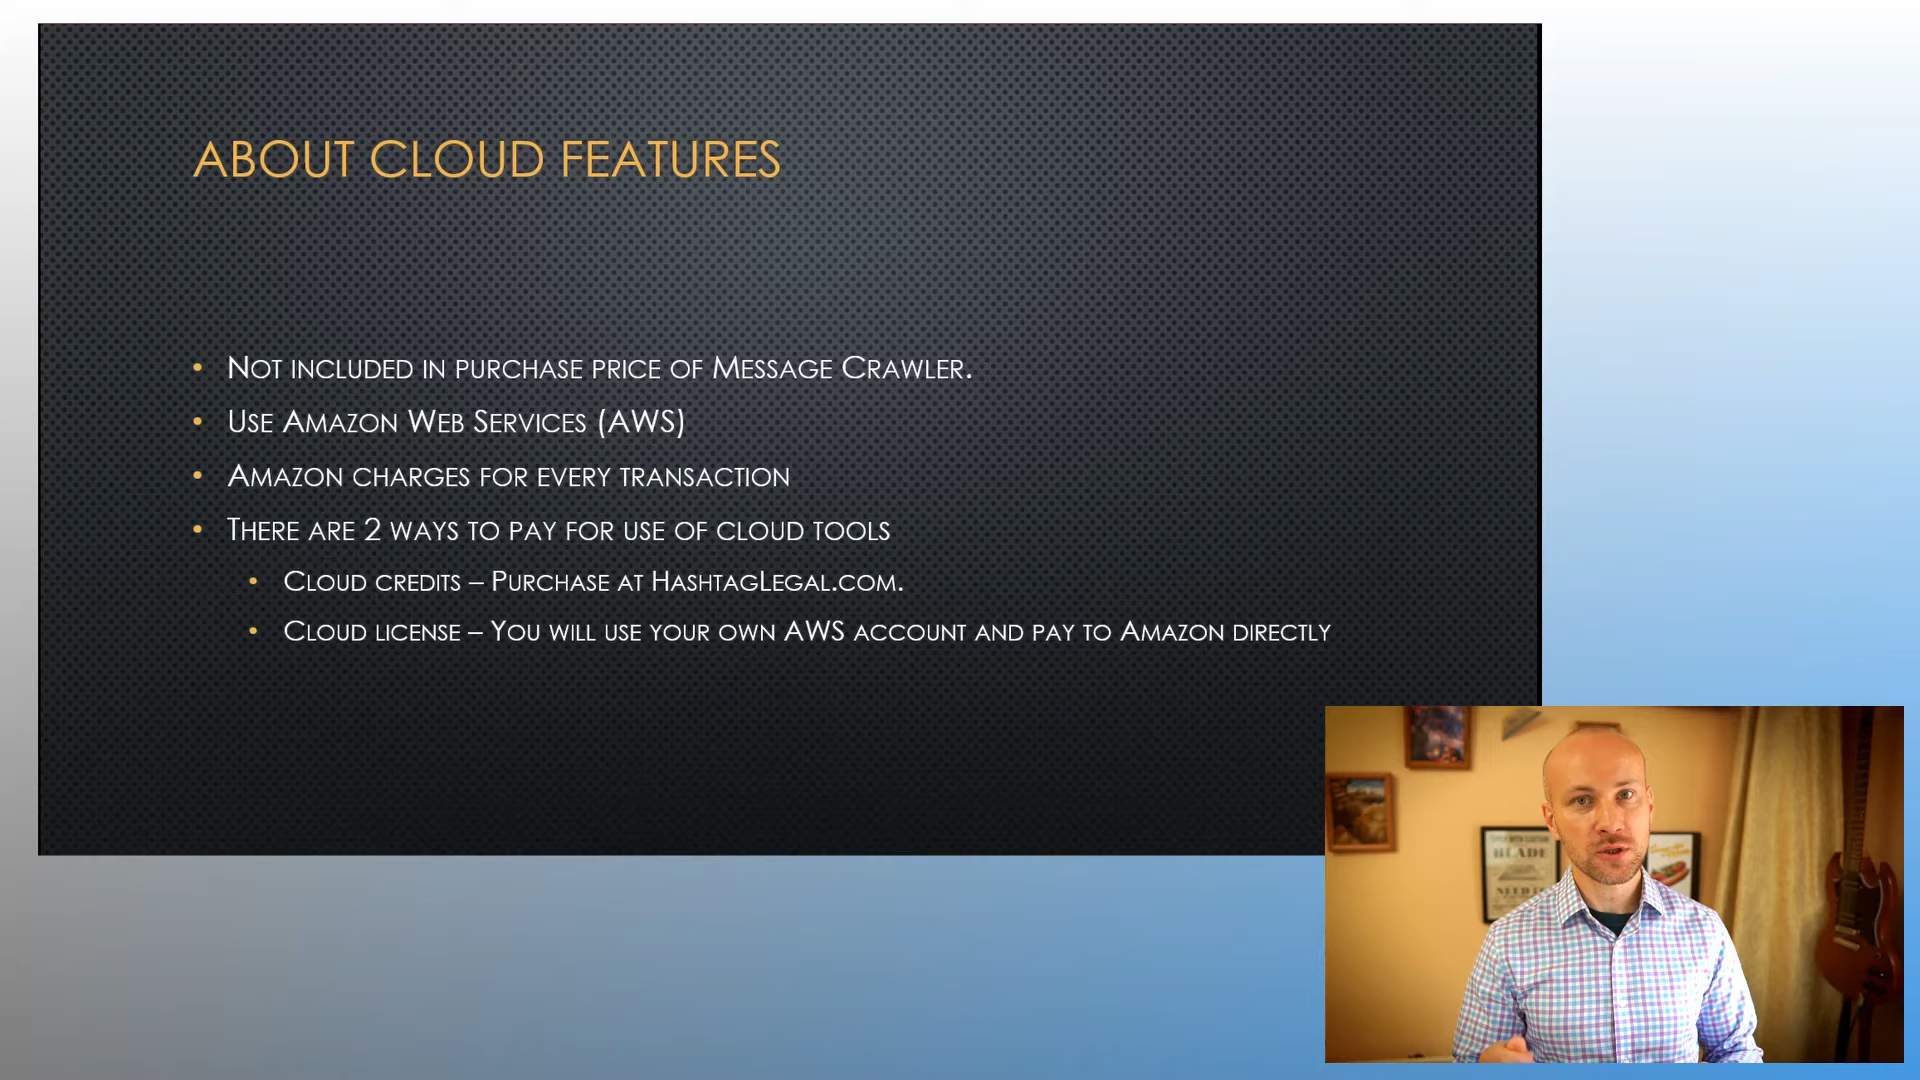 ABOUT CLOUD FEATURES
• NOT INCLUDED IN PURCHASE PRICE OF MESSAGE CRAWLER.
• USE AMAZON WEB SERVICES (AWS)
• AMAZON CHARGES FOR EVERY TRANSACTION
• THERE ARE 2 WAYS TO PAY FOR USE OF CLOUD TOOLS
• CLOUD CREDITS – PURCHASE AT HASHTAGLEGAL.COM.
• CLOUD LICENSE – YOU WILL USE YOUR OWN AWS ACCOUNT AND PAY TO AMAZON DIRECTLY
BLADE